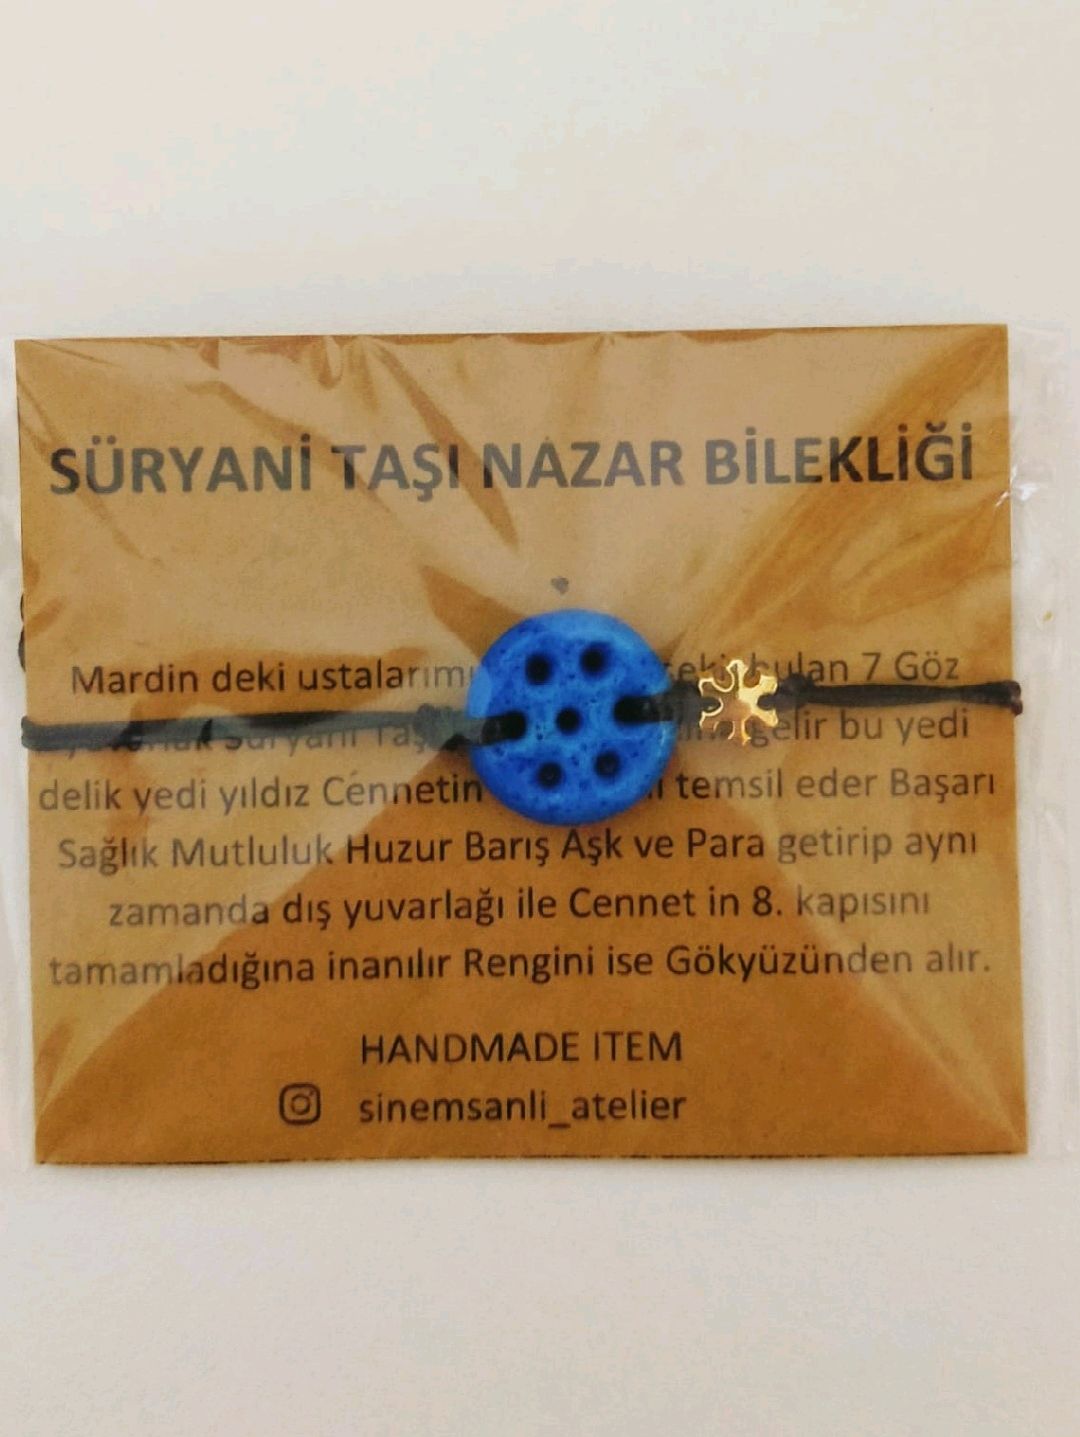 SÜRYANİ TAŞI NAZAR BİLEKLİĞİ
Mardin deki bulan 7 Göz
Süryani gelir bu yedi
delik yedi yıldız Cennetin temsil eder Başarı
Sağlık Mutluluk Huzur Barış Aşk ve Para getirip aynı
zamanda dış yuvarlağı ile Cennet in 8. kapısını
tamamladığına inanılır Rengini ise Gökyüzünden alır.
HANDMADE ITEM
sinemsanli_atelier